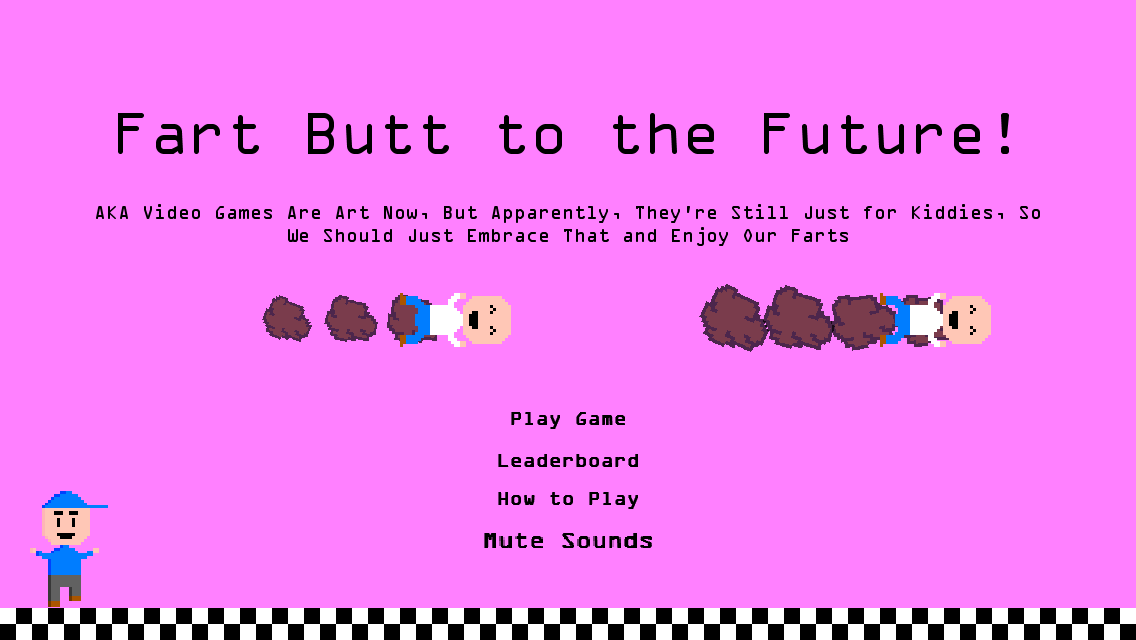 Fart Butt to the Future!
AKA Video Games Are Art Now, But Apparently, They're Still Just for Kiddies, So
We Should Just Embrace That and Enjoy Our Farts
Play Game
Leaderboard
How to Play
Mute Sounds